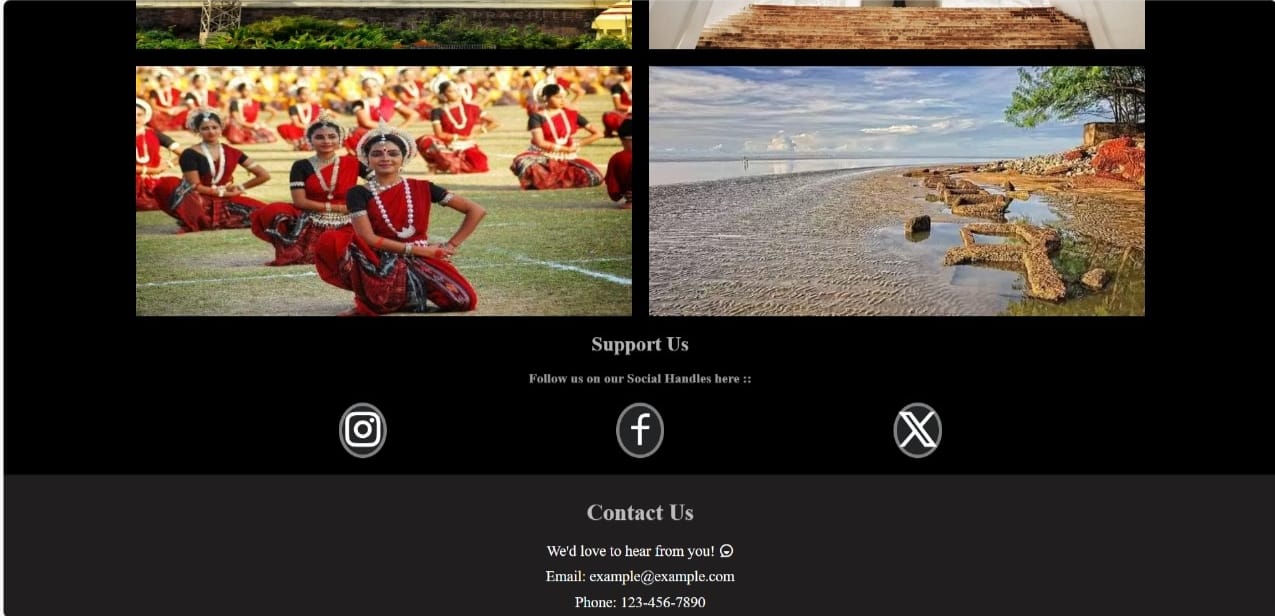 Support Us
Follow us on our Social Handles here ::
Contact Us
We'd love to hear from you!
Email: example@example.com
Phone: 123-456-7890